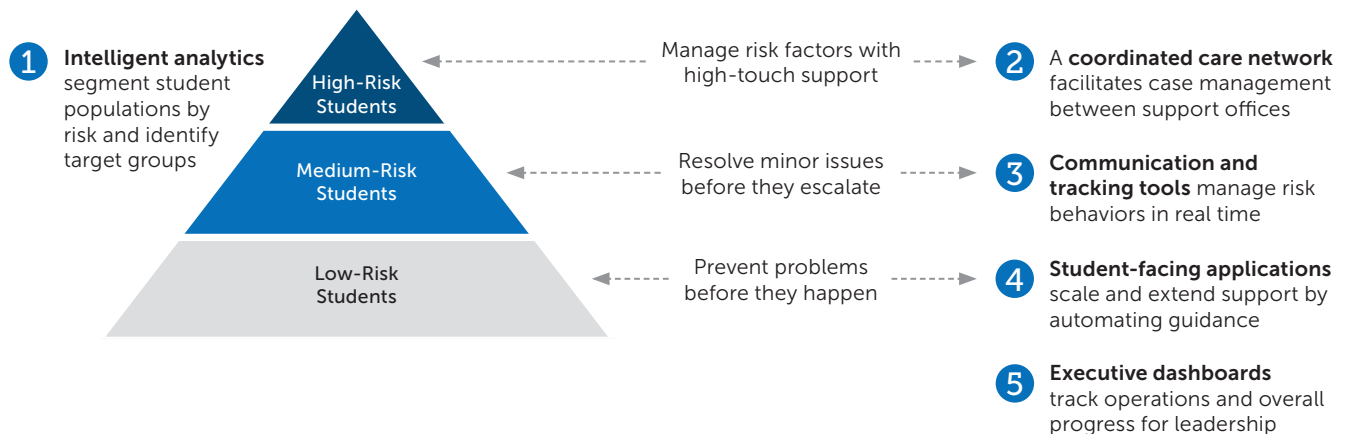 1
Intelligent analytics
segment student
populations by
risk and identify
target groups
High-Risk
Students
Manage risk factors with
high-touch support
2
A coordinated care network
facilitates case management
between support offices
Medium-Risk
Students
Resolve minor issues
before they escalate
3
Communication and
tracking tools manage risk
behaviors in real time
Low-Risk
Students
Prevent problems
before they happen
4
Student-facing applications
scale and extend support by
automating guidance
5
Executive dashboards
track operations and overall
progress for leadership